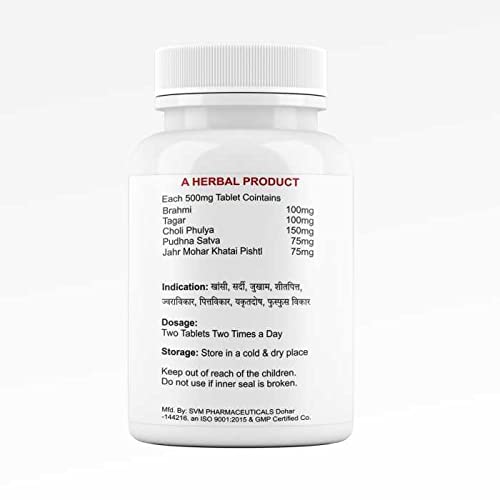 A HERBAL PRODUCT
Each 500mg Tablet Cointains
Brahmi 100mg
Tagar 100mg
Choli Phulya 150mg
Pudhna Satva 75mg
Jahr Mohar Khatai Pishtl 75mg
Indication: खांसी, सर्दी, जुखाम, शीतपित्त,
ज्वराविकार, पित्तविकार, यकृतदोष, फुस्फुस विकार
Dosage:
Two Tablets Two Times a Day
Storage: Store in a cold & dry place
Keep out of reach of the children.
Do not use if inner seal is broken.
Mfd. By: SVM PHARMACEUTICALS Dohar
-144216. an ISO 9001:2015 & GMP Certified Co.